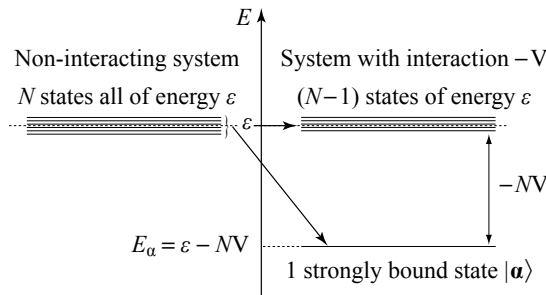 E
Non-interacting system
System with interaction −V
N states all of energy ε
(N−1) states of energy ε
ε
−NV
Eα = ε − NV
1 strongly bound state |α⟩